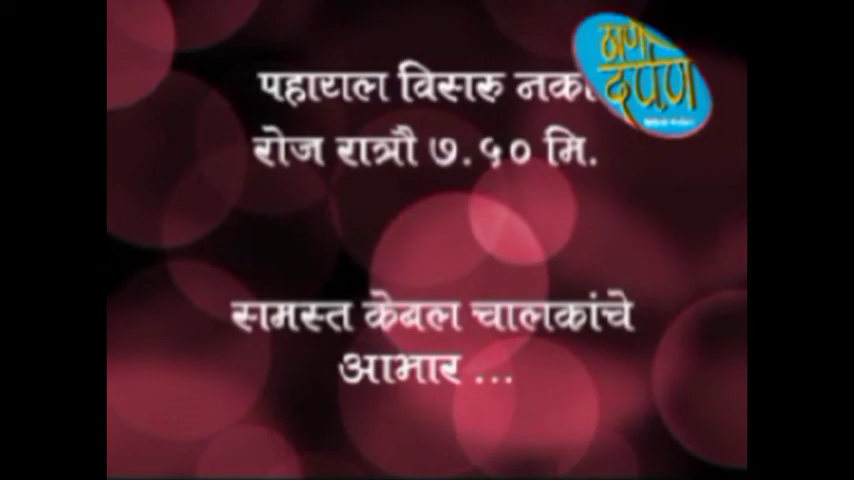 पहायला विसरु नका
रोज रात्रौ ७.५० मि.
समस्त केबल चालकांचे
आभार ...
ठाणे
दर्पण